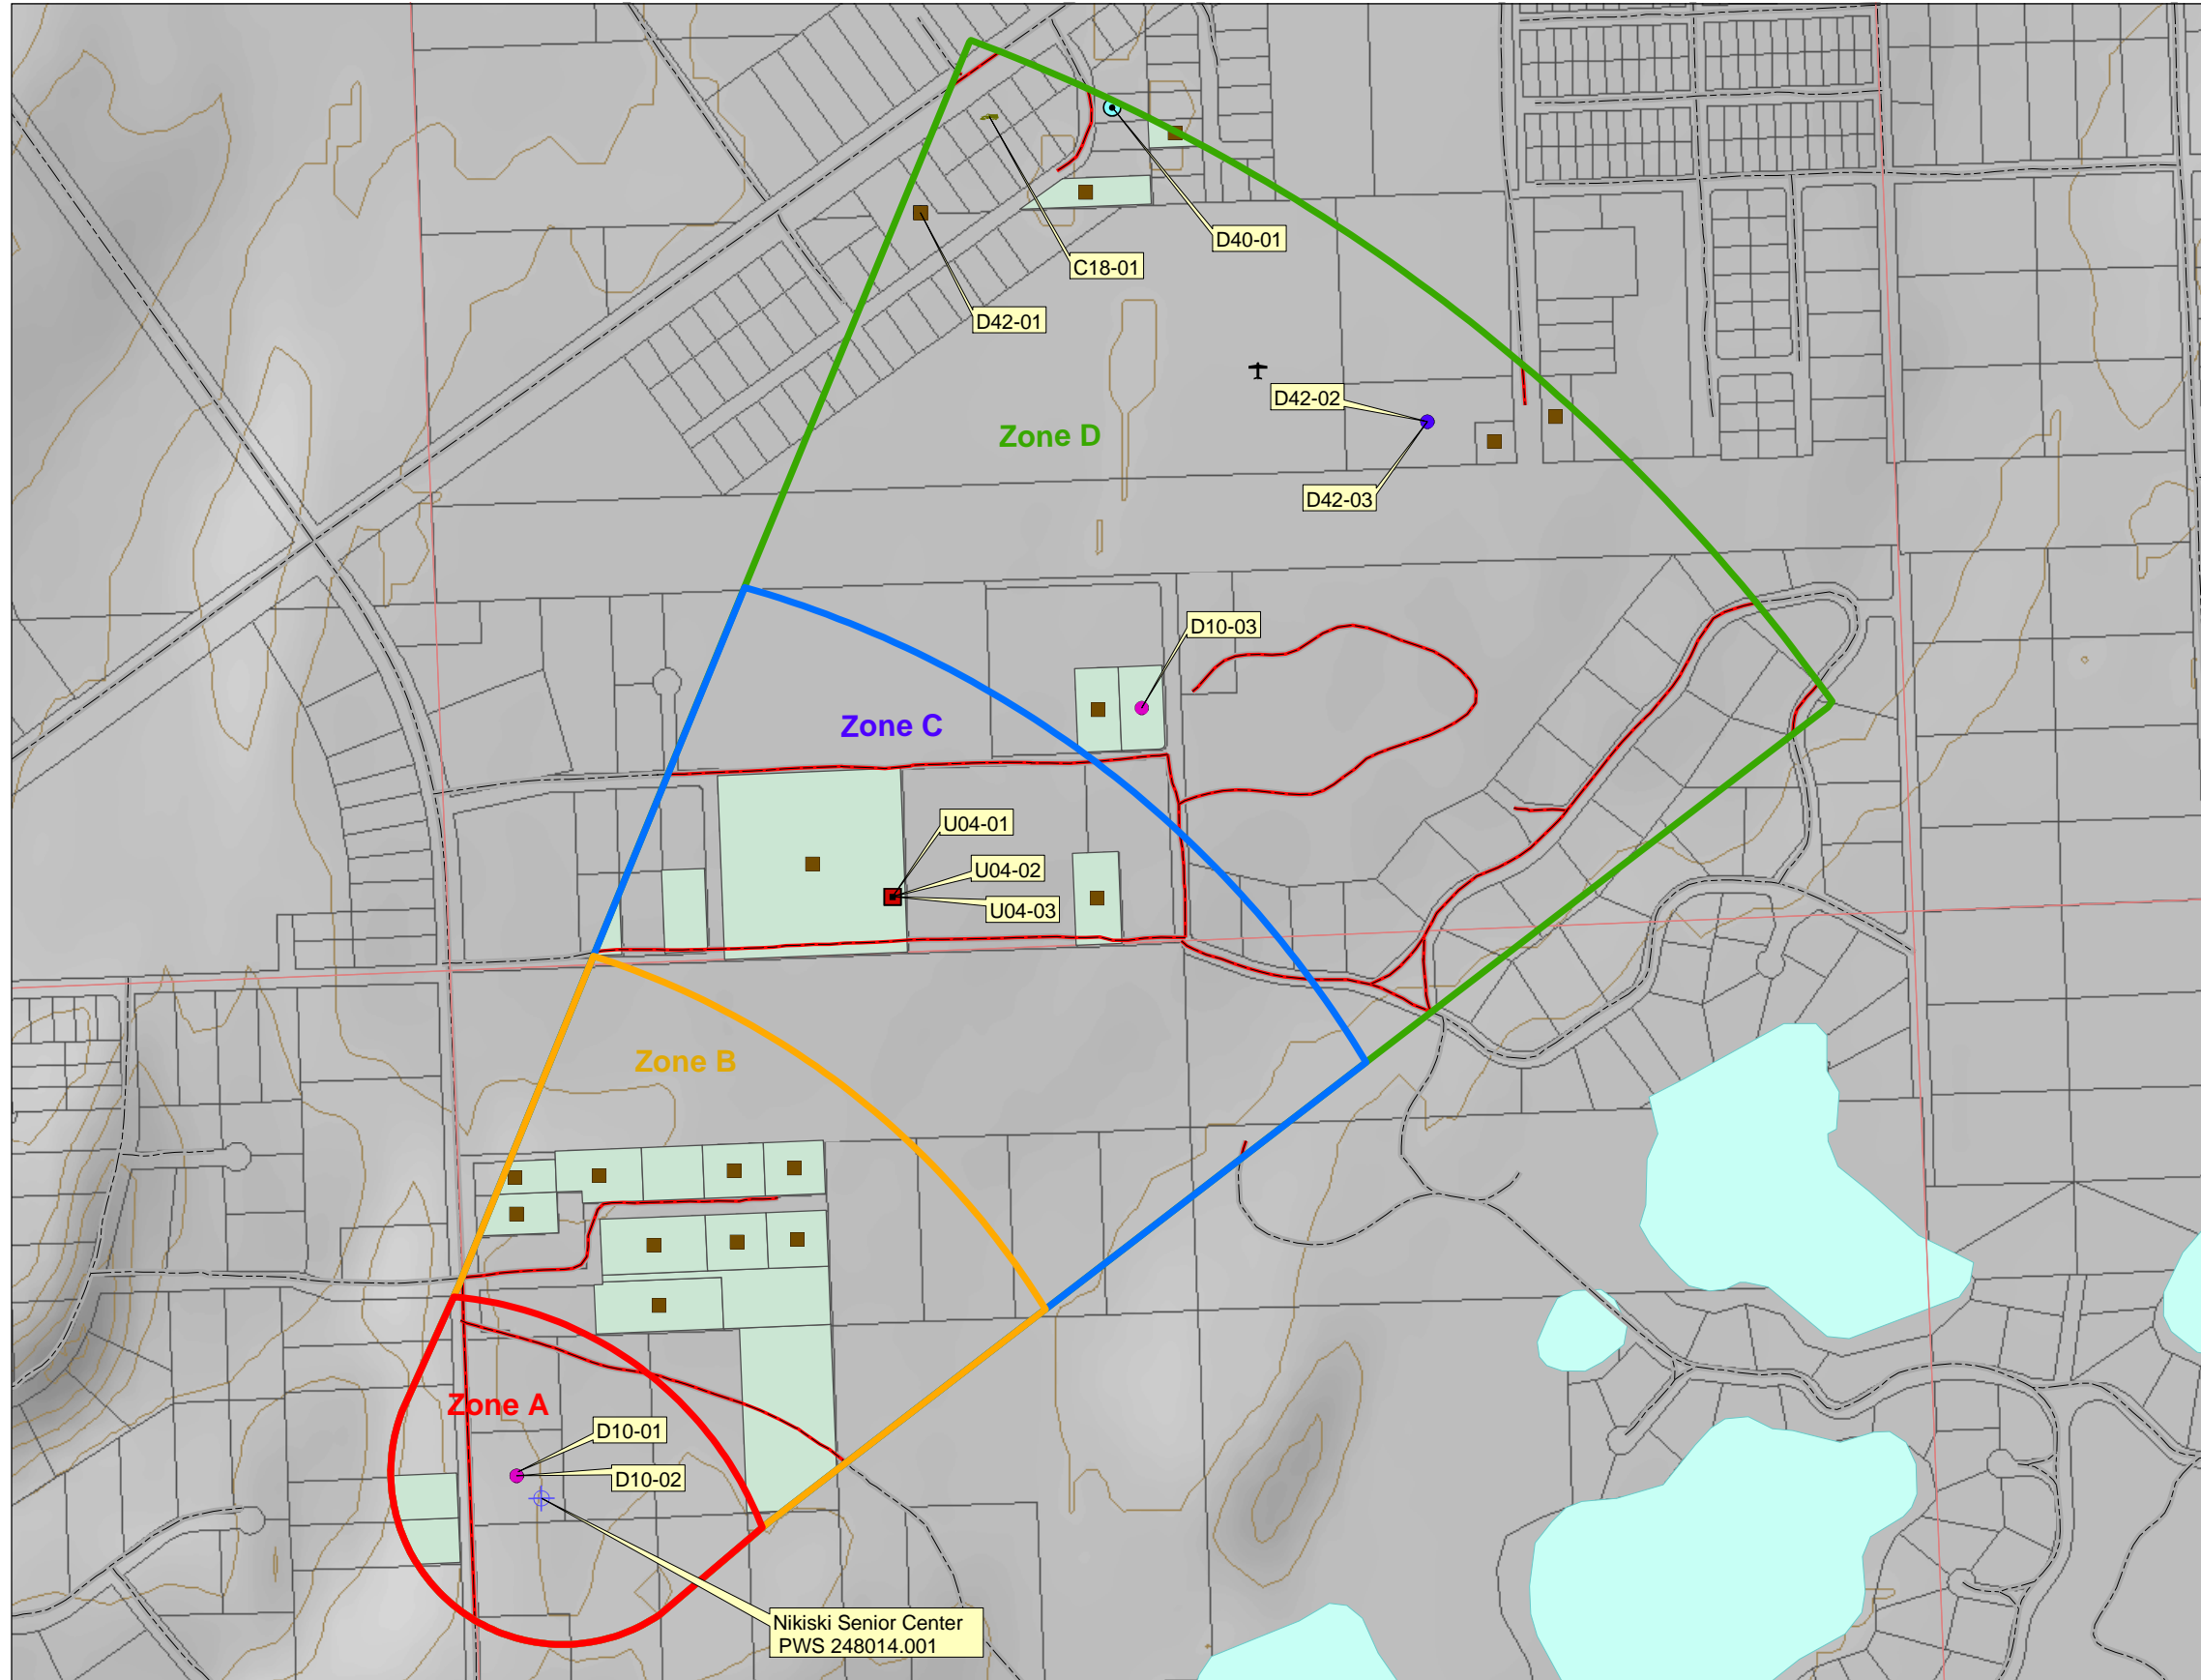 D40-01
C18-01
D42-01
D42-02
Zone D
D42-03
D10-03
Zone C
U04-01
U04-02
U04-03
Zone B
Zone A
D10-01
D10-02
Nikiski Senior Center
PWS 248014.001